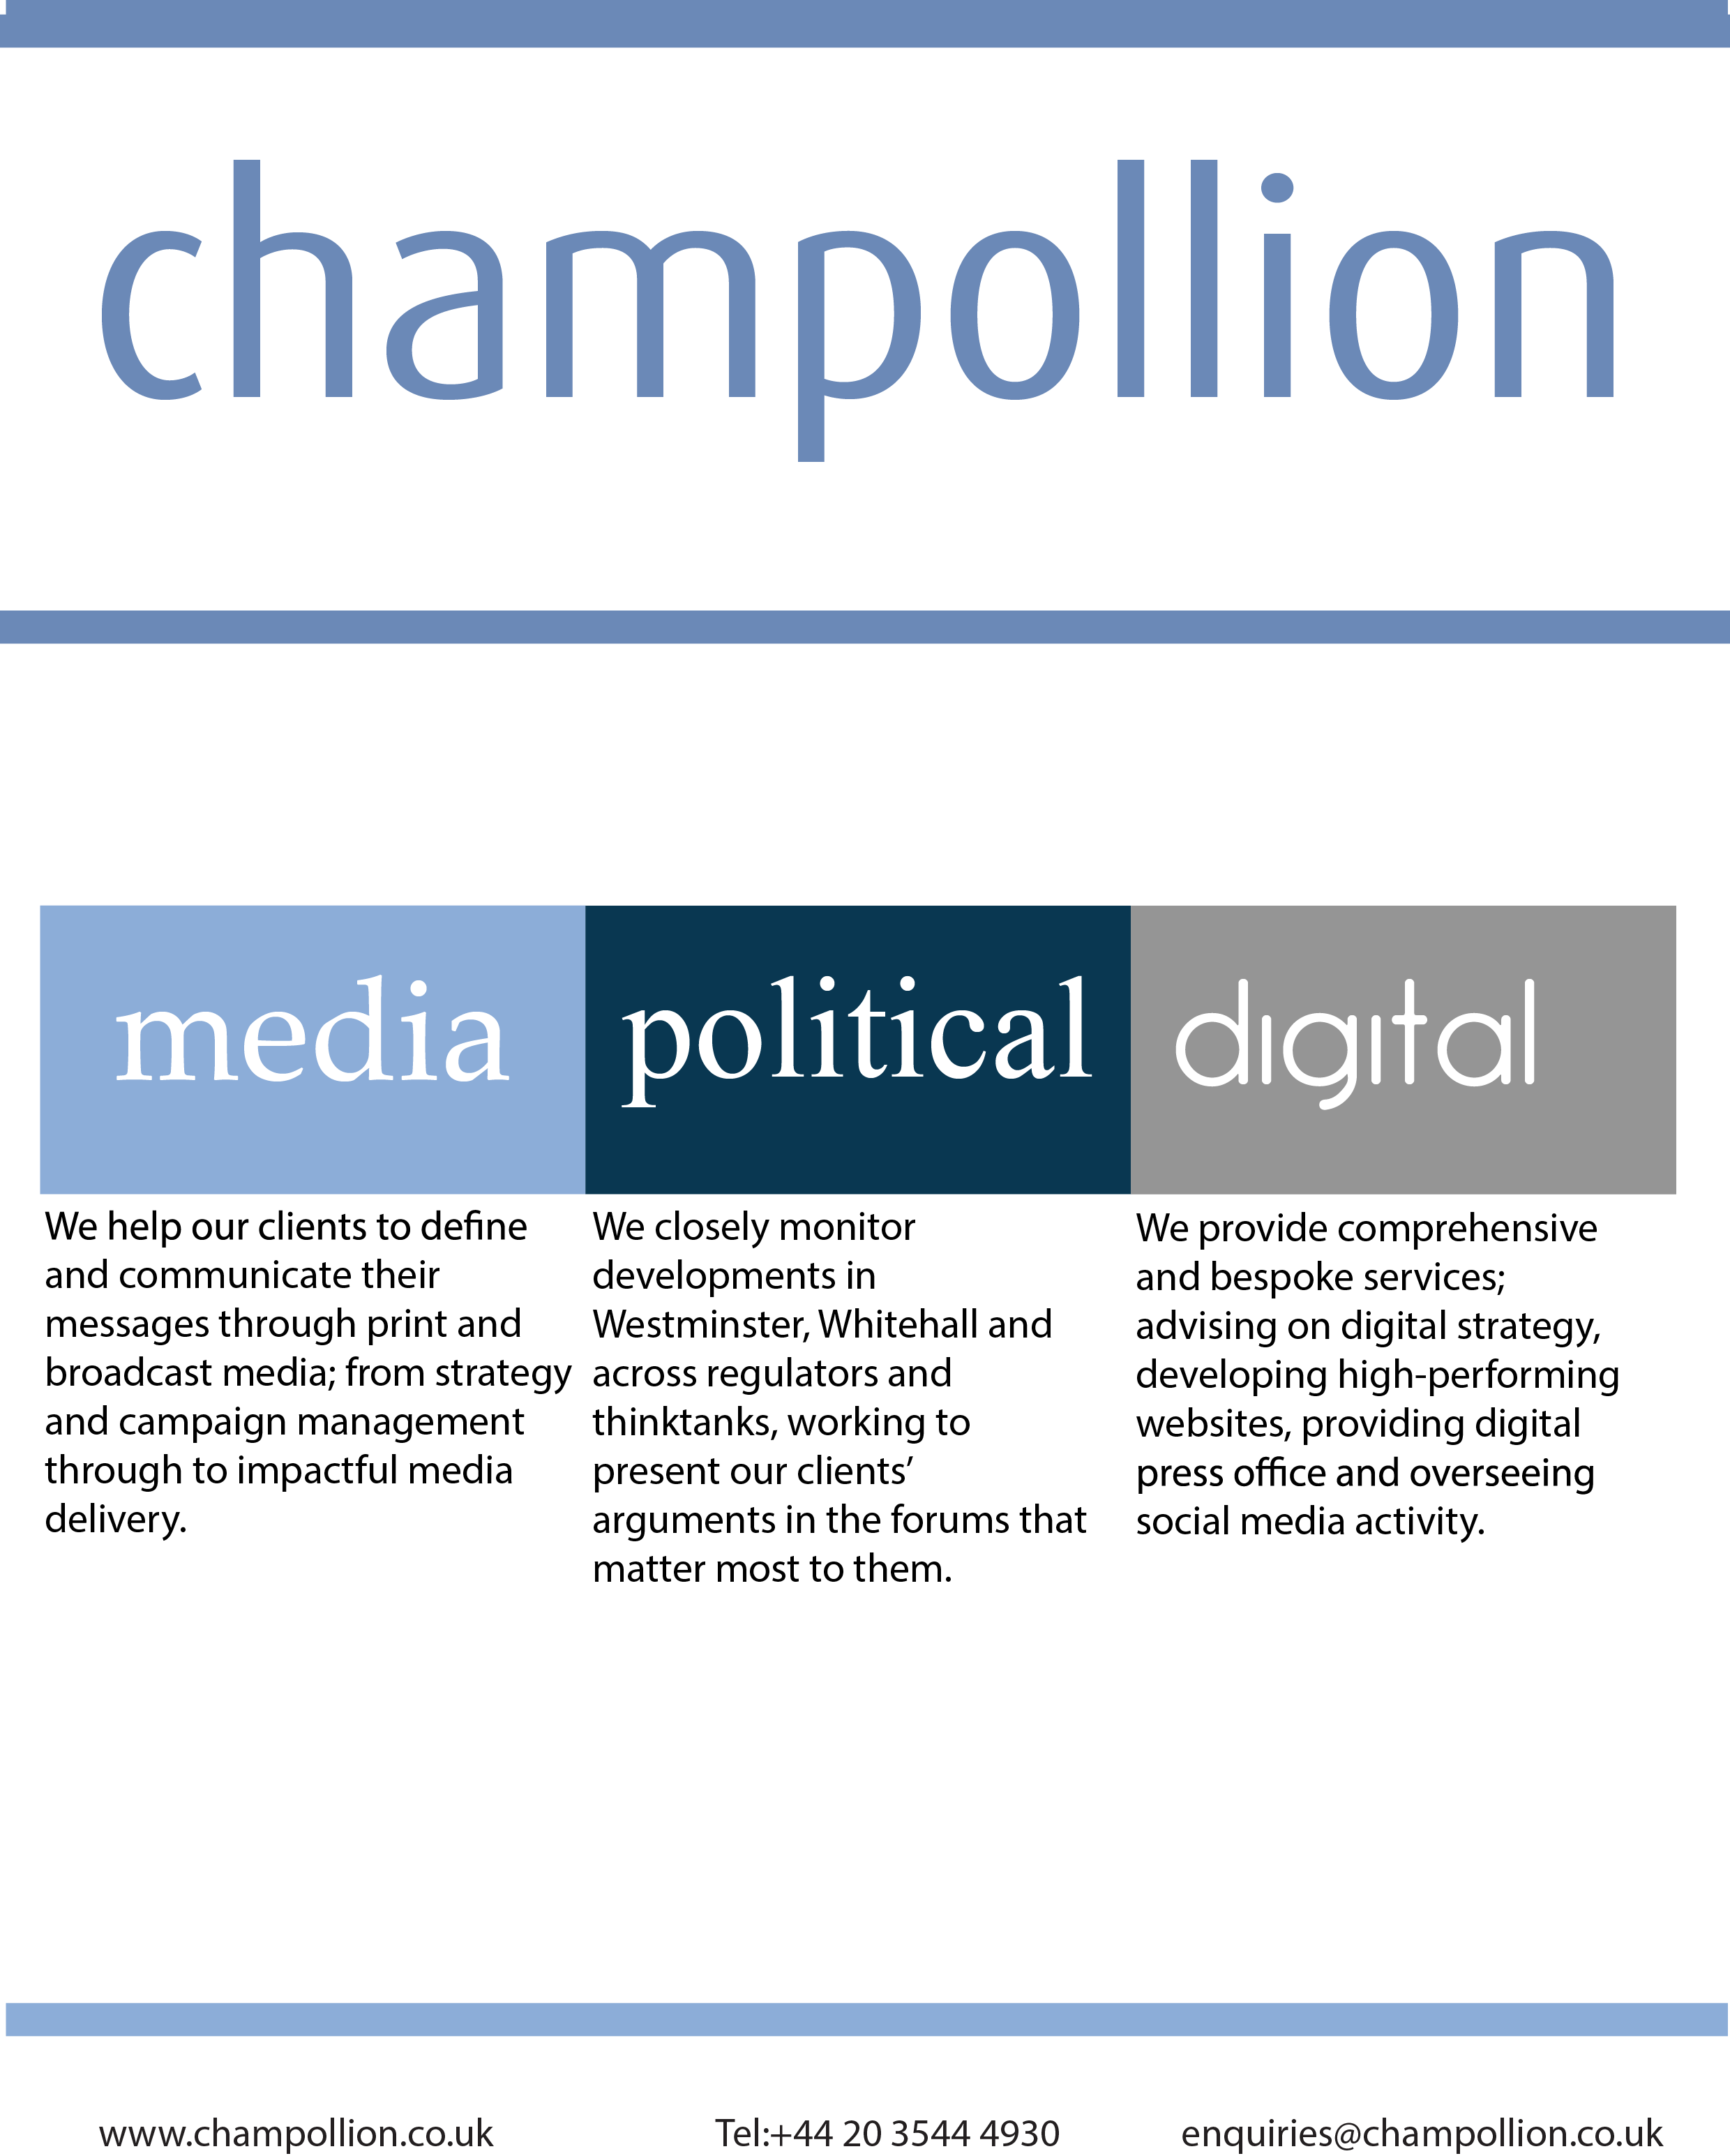 champollion
media
We help our clients to define
and communicate their
messages through print and
broadcast media; from strategy
and campaign management
through to impactful media
delivery.
political
We closely monitor
developments in
Westminster, Whitehall and
across regulators and
thinktanks, working to
present our clients’
arguments in the forums that
matter most to them.
digital
We provide comprehensive
and bespoke services;
advising on digital strategy,
developing high-performing
websites, providing digital
press office and overseeing
social media activity.
www.champollion.co.uk
Tel:+44 20 3544 4930
enquiries@champollion.co.uk